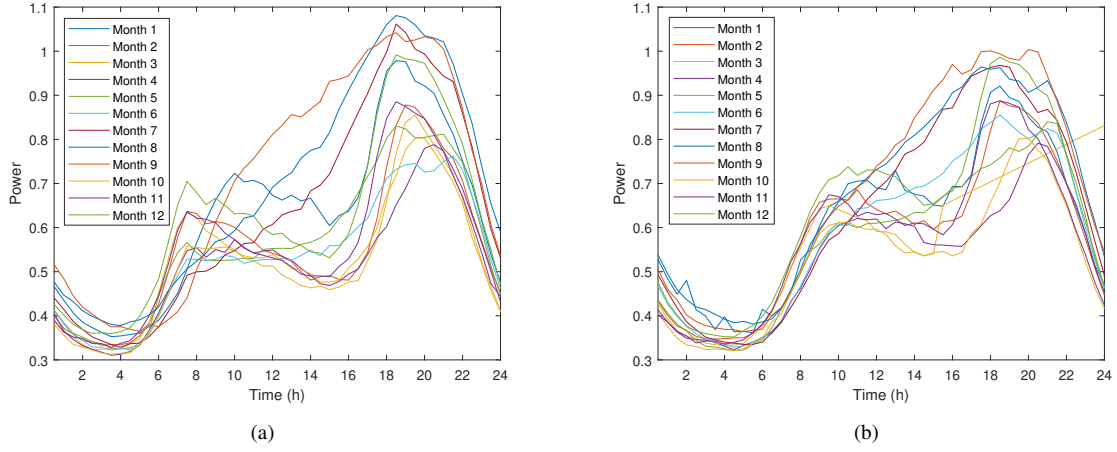 1.1
1
0.9
0.8
0.7
0.6
0.5
0.4
0.3
Power
Month 1
Month 2
Month 3
Month 4
Month 5
Month 6
Month 7
Month 8
Month 9
Month 10
Month 11
Month 12
2 4 6 8 10 12 14 16 18 20 22 24
Time (h)
(a)
1.1
1
0.9
0.8
0.7
0.6
0.5
0.4
0.3
Power
Month 1
Month 2
Month 3
Month 4
Month 5
Month 6
Month 7
Month 8
Month 9
Month 10
Month 11
Month 12
2 4 6 8 10 12 14 16 18 20 22 24
Time (h)
(b)